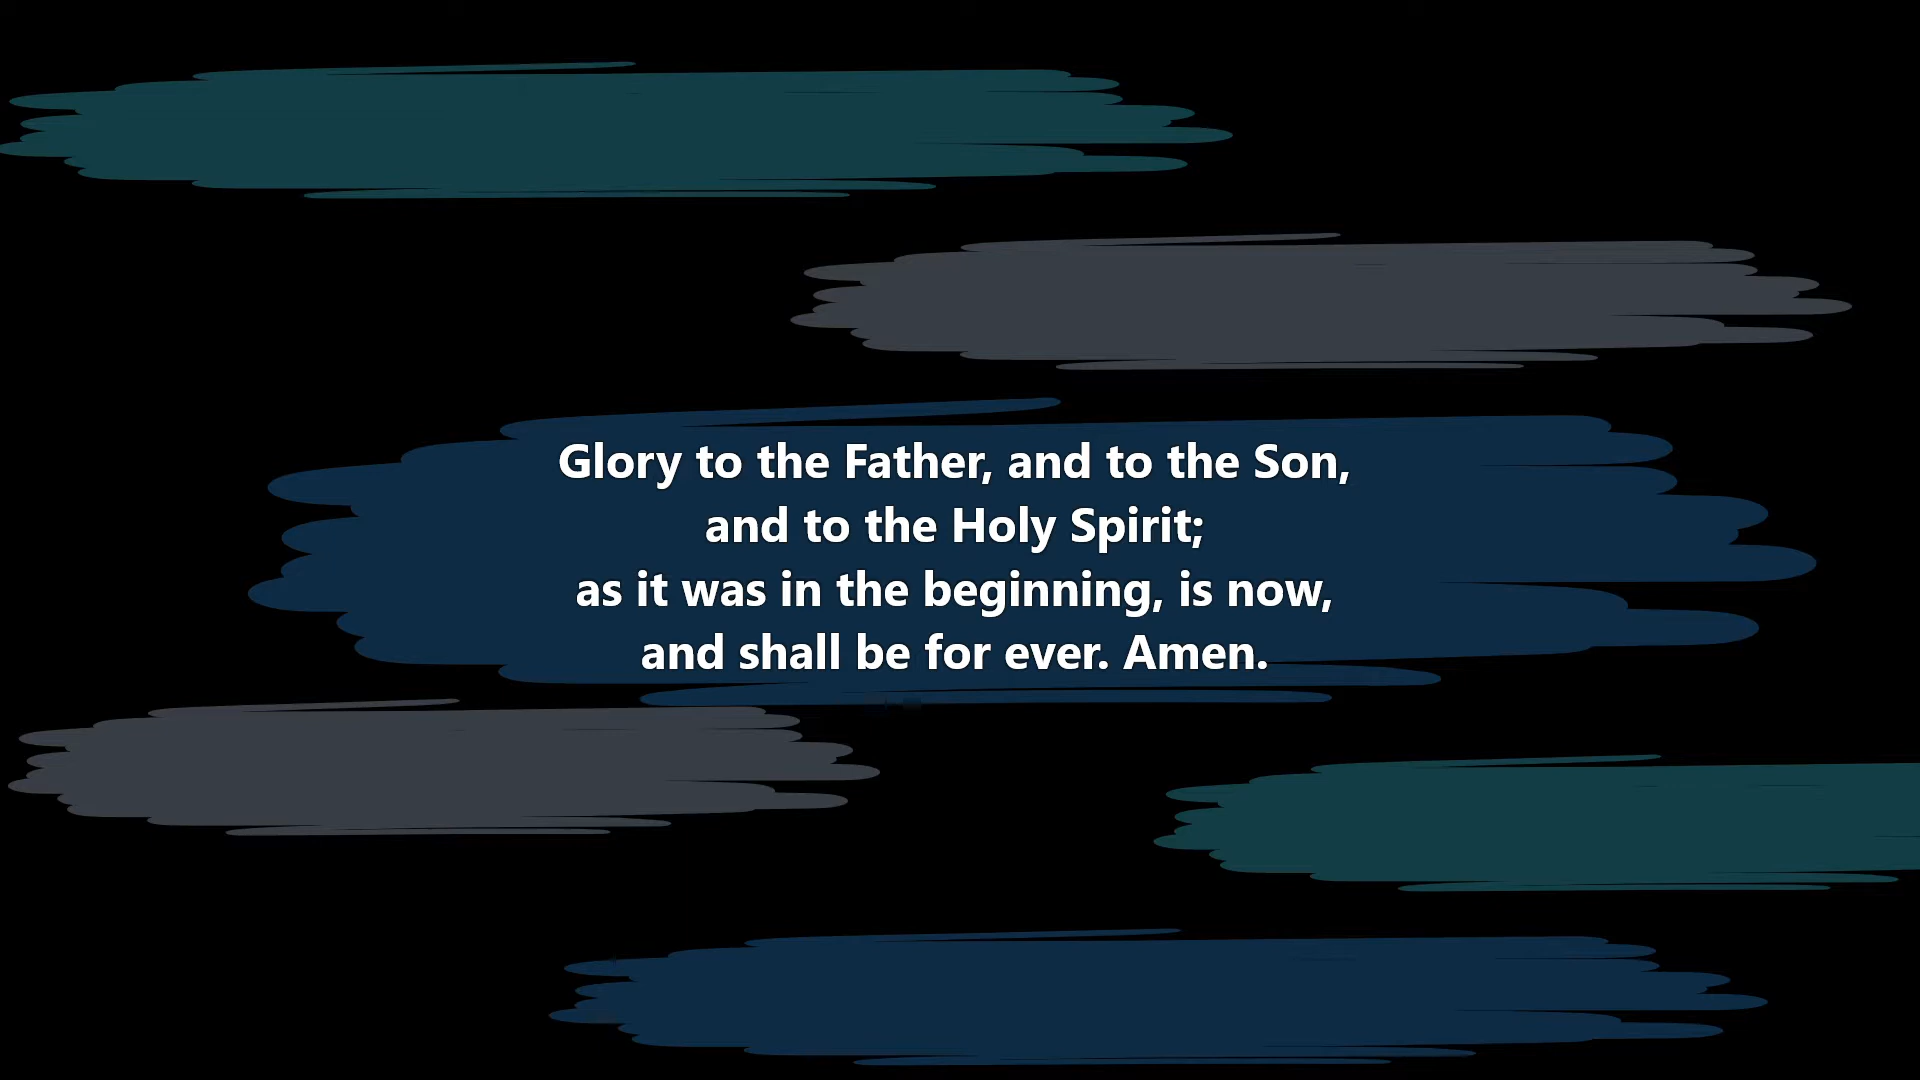 Glory to the Father, and to the Son,
and to the Holy Spirit;
as it was in the beginning, is now,
and shall be for ever. Amen.